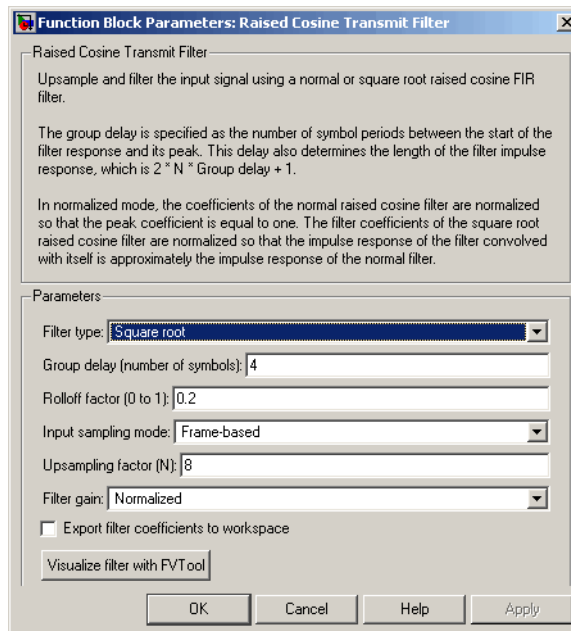 Function Block Parameters: Raised Cosine Transmit Filter
Raised Cosine Transmit Filter
Upsample and filter the input signal using a normal or square root raised cosine FIR
filter.
The group delay is specified as the number of symbol periods between the start of the
filter response and its peak. This delay also determines the length of the filter impulse
response, which is 2 * N * Group delay + 1.
In normalized mode, the coefficients of the normal raised cosine filter are normalized
so that the peak coefficient is equal to one. The filter coefficients of the square root
raised cosine filter are normalized so that the impulse response of the filter convolved
with itself is approximately the impulse response of the normal filter.
Parameters
Filter type: Square root
Group delay (number of symbols): 4
Rolloff factor (0 to 1): 0.2
Input sampling mode: Frame-based
Upsampling factor (N): 8
Filter gain: Normalized
Export filter coefficients to workspace
Visualize filter with FVTool
OK Cancel Help Apply